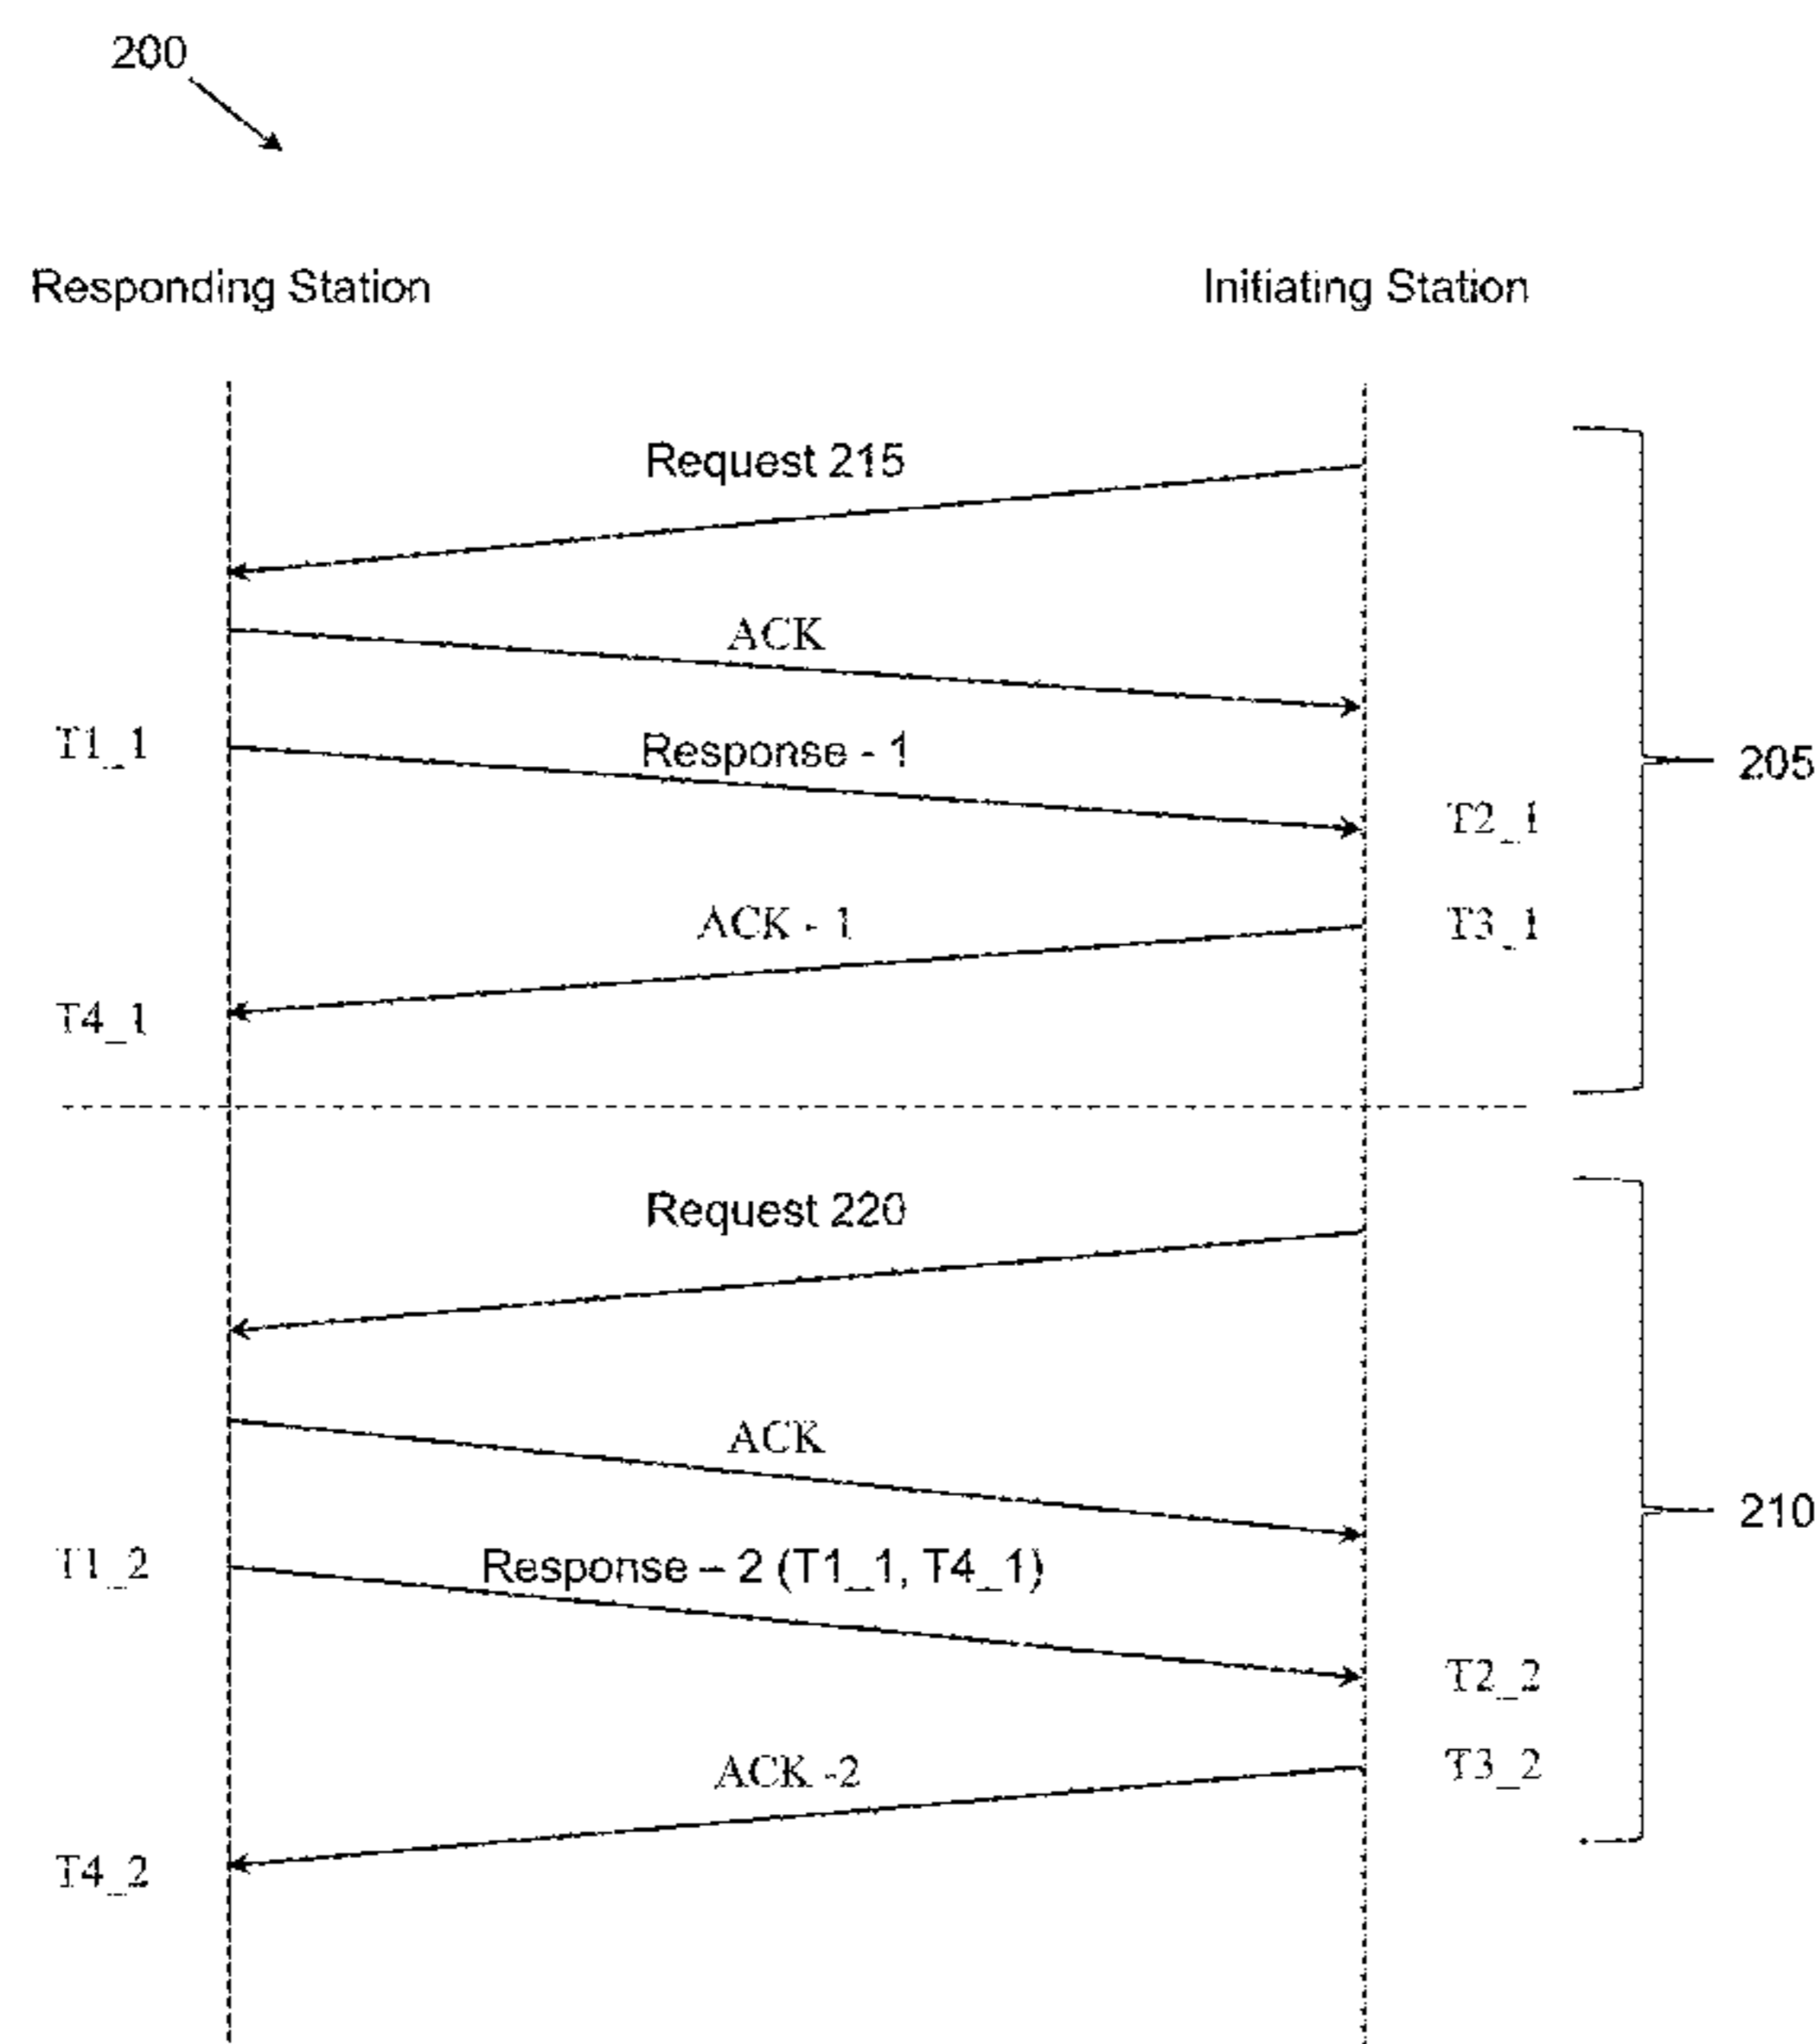 200
Responding Station
Initiating Station
Request 215
ACK
T1_1
Response - 1
205
T2_1
ACK - 1
T3_1
T4_1
Request 220
ACK
210
T1_2
Response – 2 (T1_1, T4_1)
T2_2
ACK -2
T3_2
T4_2